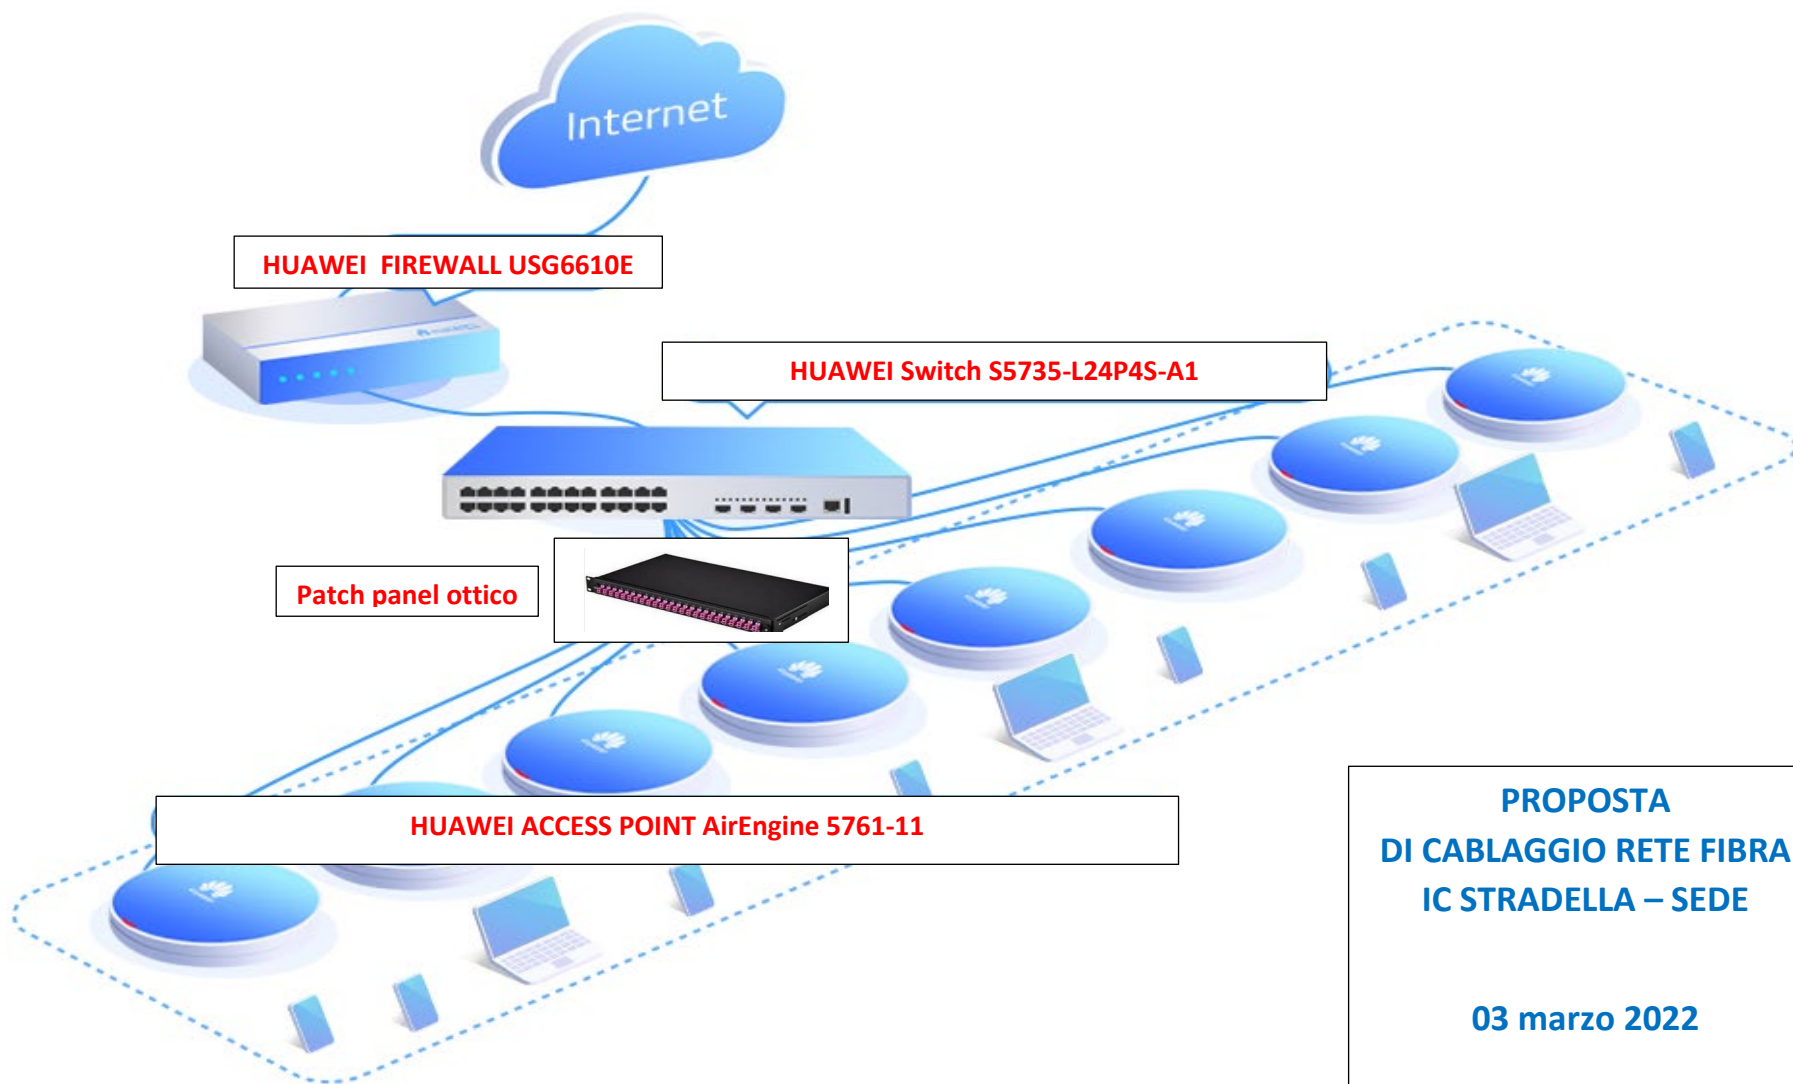 Internet
HUAWEI  FIREWALL USG6610E
HUAWEI Switch S5735-L24P4S-A1
Patch panel ottico
HUAWEI ACCESS POINT AirEngine 5761-11
PROPOSTA
DI CABLAGGIO RETE FIBRA
IC STRADELLA – SEDE
03 marzo 2022